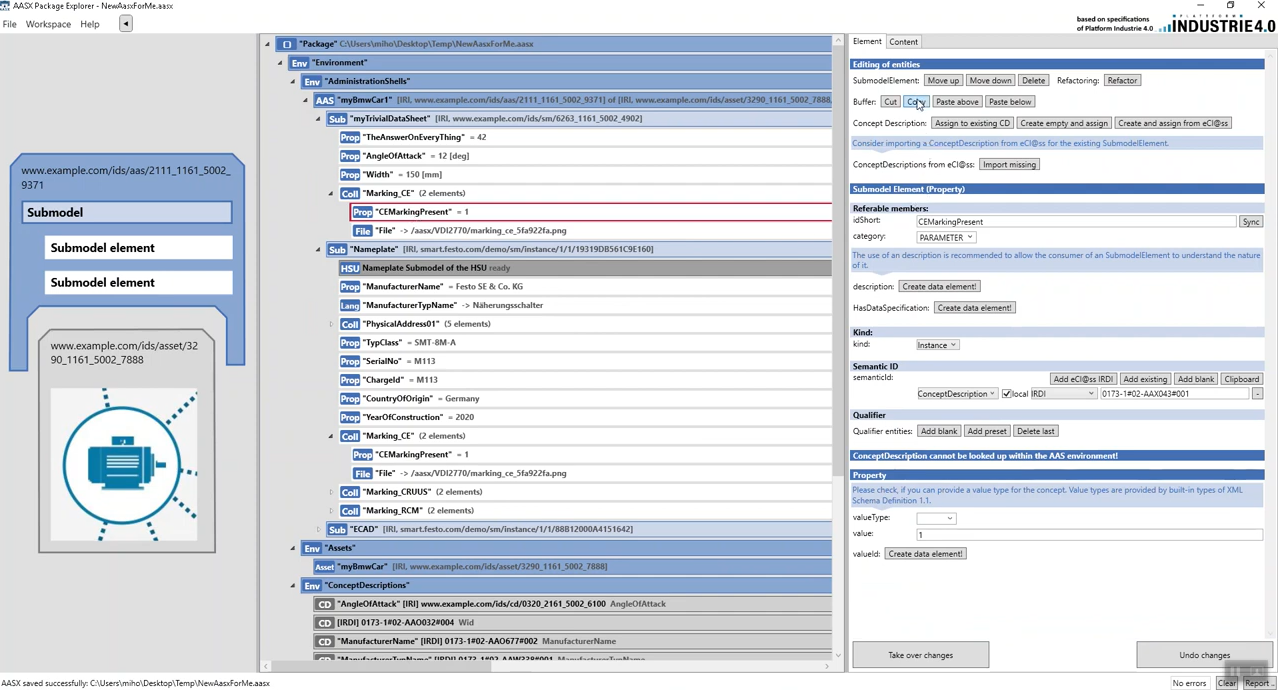 AASX Package Explorer - NewAasxForMe.aasx
File Workspace Help
based on specifications
of Platform Industrie 4.0
PLATTFORM
INDUSTRIE4.0
www.example.com/ids/aas/2111_1161_5002_
9371
Submodel
Submodel element
Submodel element
www.example.com/ids/asset/32
90_1161_5002_7888
"Package" C:\Users\miho\Desktop\Temp\NewAasxForMe.aasx
Env "Environment"
Env "AdministrationShells"
AAS "myBmwCar1" [IRI, www.example.com/ids/aas/2111_1161_5002_9371] of [IRI, www.example.com/ids/asset/3290_1161_5002_7888,
Sub "myTrivialDataSheet" [IRI, www.example.com/ids/sm/6263_1161_5002_4902]
Prop "TheAnswerOnEverything" = 42
Prop "AngleOfAttack" = 12 [deg]
Prop "Width" = 150 [mm]
Coll "Marking_CE" (2 elements)
Prop "CEMarkingPresent" = 1
File "File" -> /aasx/VDI2770/marking_ce_5fa922fa.png
Sub "Nameplate" [IRI, smart.festo.com/demo/sm/instance/1/1/19319DB561C9E160]
HSU Nameplate Submodel of the HSU ready
Prop "ManufacturerName" = Festo SE & Co. KG
Lang "ManufacturerTypName" -> Näherungsschalter
Coll "PhysicalAddress01" (5 elements)
Prop "TypClass" = SMT-8M-A
Prop "SerialNo" = M113
Prop "ChargeId" = M113
Prop "CountryOfOrigin" = Germany
Prop "YearOfConstruction" = 2020
Coll "Marking_CE" (2 elements)
Prop "CEMarkingPresent" = 1
File "File" -> /aasx/VDI2770/marking_ce_5fa922fa.png
Coll "Marking_CRUUS" (2 elements)
Coll "Marking_RCM" (2 elements)
Sub "ECAD" [IRI, smart.festo.com/demo/sm/instance/1/1/88B12000A4151642]
Env "Assets"
Asset "myBmwCar" [IRI, www.example.com/ids/asset/3290_1161_5002_7888]
Env "ConceptDescriptions"
CD "AngleOfAttack" [IRI] www.example.com/ids/cd/0320_2161_5002_6100 AngleOfAttack
CD [IRDI] 0173-1#02-AAO032#004 Wid
CD "ManufacturerName" [IRDI] 0173-1#02-AAO677#002 ManufacturerName
Element Content
Editing of entities
SubmodelElement: Move up Move down Delete Refactoring: Refactor
Buffer: Cut Copy Paste above Paste below
Concept Description: Assign to existing CD Create empty and assign Create and assign from eCl@ss
Consider importing a ConceptDescription from eCl@ss for the existing SubmodelElement.
ConceptDescriptions from eCl@ss: Import missing
Submodel Element (Property)
Referable members:
idShort: CEMarkingPresent Sync
category: PARAMETER
The use of an description is recommended to allow the consumer of an SubmodelElement to understand the nature
of it.
description: Create data element!
HasDataSpecification: Create data element!
Kind:
kind: Instance
Semantic ID
semanticId: Add eCl@ss IRDI Add existing Add blank Clipboard
ConceptDescription local IRDI 0173-1#02-AAX043#001 -
Qualifier
Qualifier entities: Add blank Add preset Delete last
ConceptDescription cannot be looked up within the AAS environment!
Property
Please check, if you can provide a value type for the concept. Value types are provided by built-in types of XML
Schema Definition 1.1.
valueType:
value: 1
valueId: Create data element!
Take over changes Undo changes
AASX saved successfully: C:\Users\miho\Desktop\Temp\NewAasxForMe.aasx
No errors Clear Report..